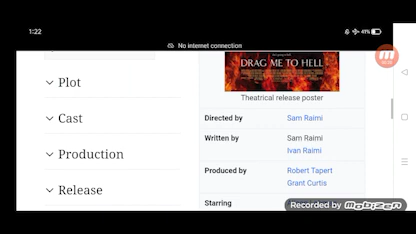 1:22
41%
No internet connection
DRAG ME TO HELL
Theatrical release poster
Plot
Cast
Production
Release
Directed by Sam Raimi
Written by Sam Raimi
Ivan Raimi
Produced by Robert Tapert
Grant Curtis
Starring
Recorded by Mobizen